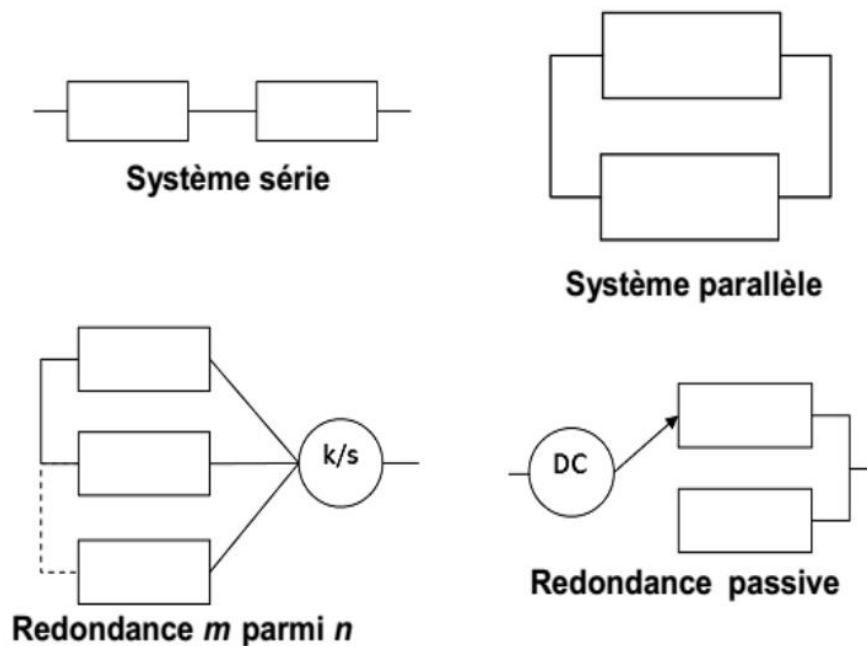 Système série
Système parallèle
k/s
DC
Redondance passive
Redondance m parmi n